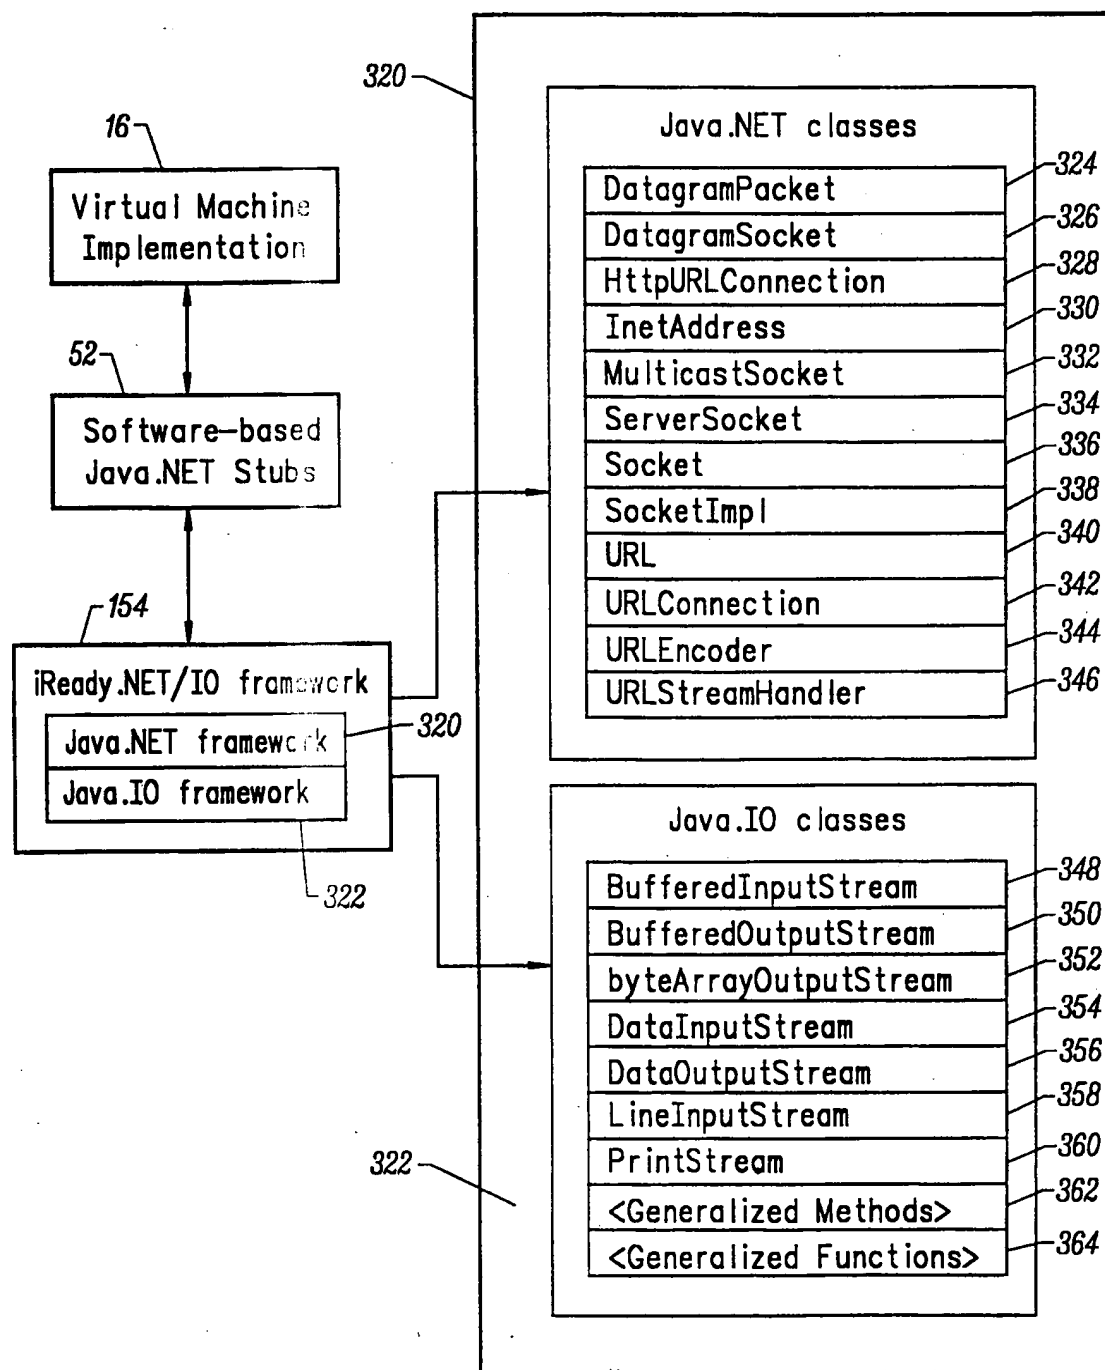 16
Virtual Machine
Implementation
52
Software-based
Java.NET Stubs
154
iReady.NET/IO framework
Java.NET framework
320
Java.IO framework
322
320
Java.NET classes
DatagramPacket
324
DatagramSocket
326
HttpURLConnection
328
InetAddress
330
MulticastSocket
332
ServerSocket
334
Socket
336
SocketImpl
338
URL
340
URLConnection
342
URLEncoder
344
URLStreamHandler
346
Java.IO classes
BufferedInputStream
348
BufferedOutputStream
350
byteArrayOutputStream
352
DataInputStream
354
DataOutputStream
356
LineInputStream
358
PrintStream
360
<Generalized Methods>
362
<Generalized Functions>
364
322